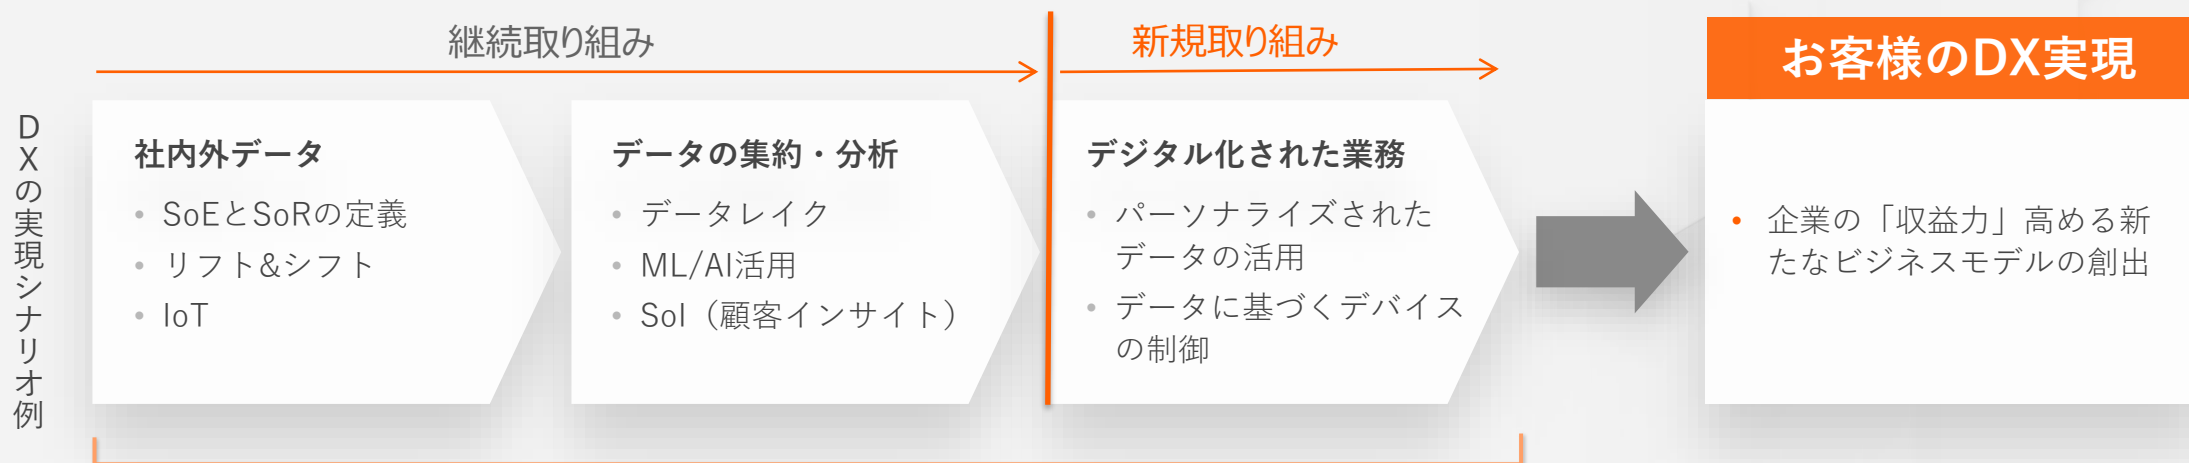 継続取り組み
新規取り組み
お客様のDX実現
DXの実現シナリオ例
社内外データ
• SoEとSoRの定義
• リフト&シフト
• IoT
データの集約・分析
• データレイク
• ML/AI活用
• SoI（顧客インサイト）
デジタル化された業務
• パーソナライズされた
データの活用
• データに基づくデバイス
の制御
• 企業の「収益力」高める新
たなビジネスモデルの創出